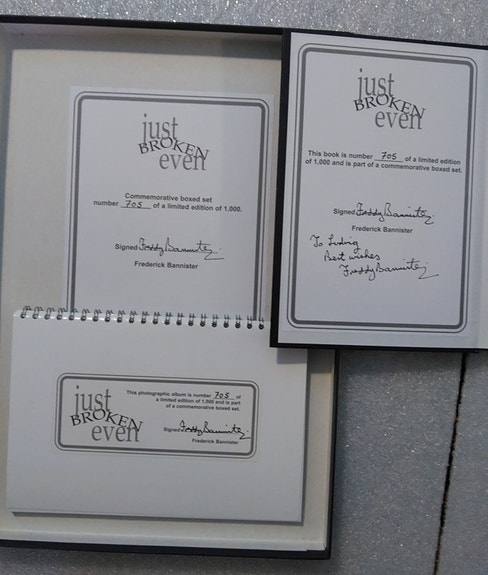 just
BROKEN
even
Commemorative boxed set
number 705 of a limited edition of 1,000.
Signed Freddy Bannister
Frederick Bannister
just
BROKEN
even
This book is number 705 of a limited edition
of 1,000 and is part of a commemorative boxed set.
Signed Freddy Bannister
Frederick Bannister
To Ludwig
Best wishes
Freddy Bannister
just
BROKEN
even
This photographic album is number 705 of
a limited edition of 1,000 and is part
of a commemorative boxed set.
Signed Freddy Bannister
Frederick Bannister